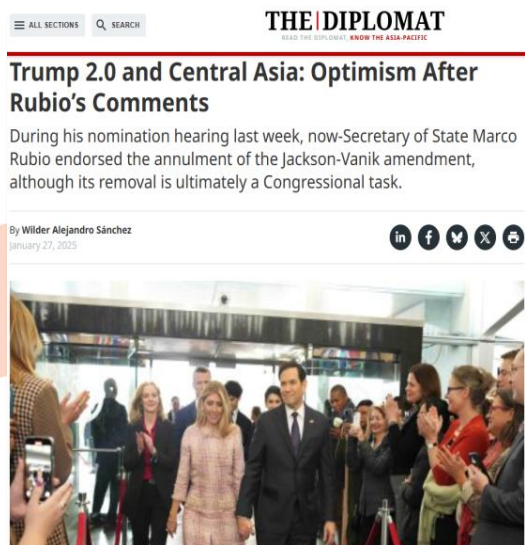 ALL SECTIONS
SEARCH
THE|DIPLOMAT
READ THE DIPLOMAT, KNOW THE ASIA-PACIFIC
Trump 2.0 and Central Asia: Optimism After
Rubio's Comments
During his nomination hearing last week, now-Secretary of State Marco
Rubio endorsed the annulment of the Jackson-Vanik amendment,
although its removal is ultimately a Congressional task.
By Wilder Alejandro Sánchez
January 27, 2025
in f X